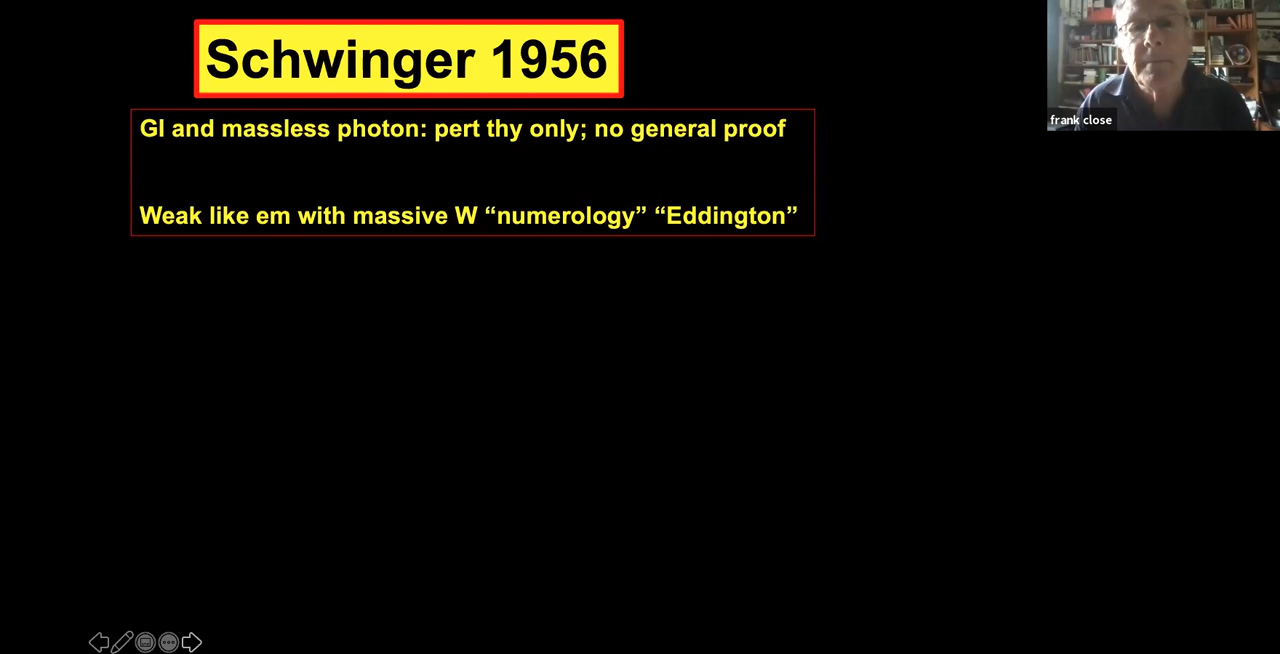 Schwinger 1956
GI and massless photon: pert thy only; no general proof
Weak like em with massive W “numerology” “Eddington”
frank close